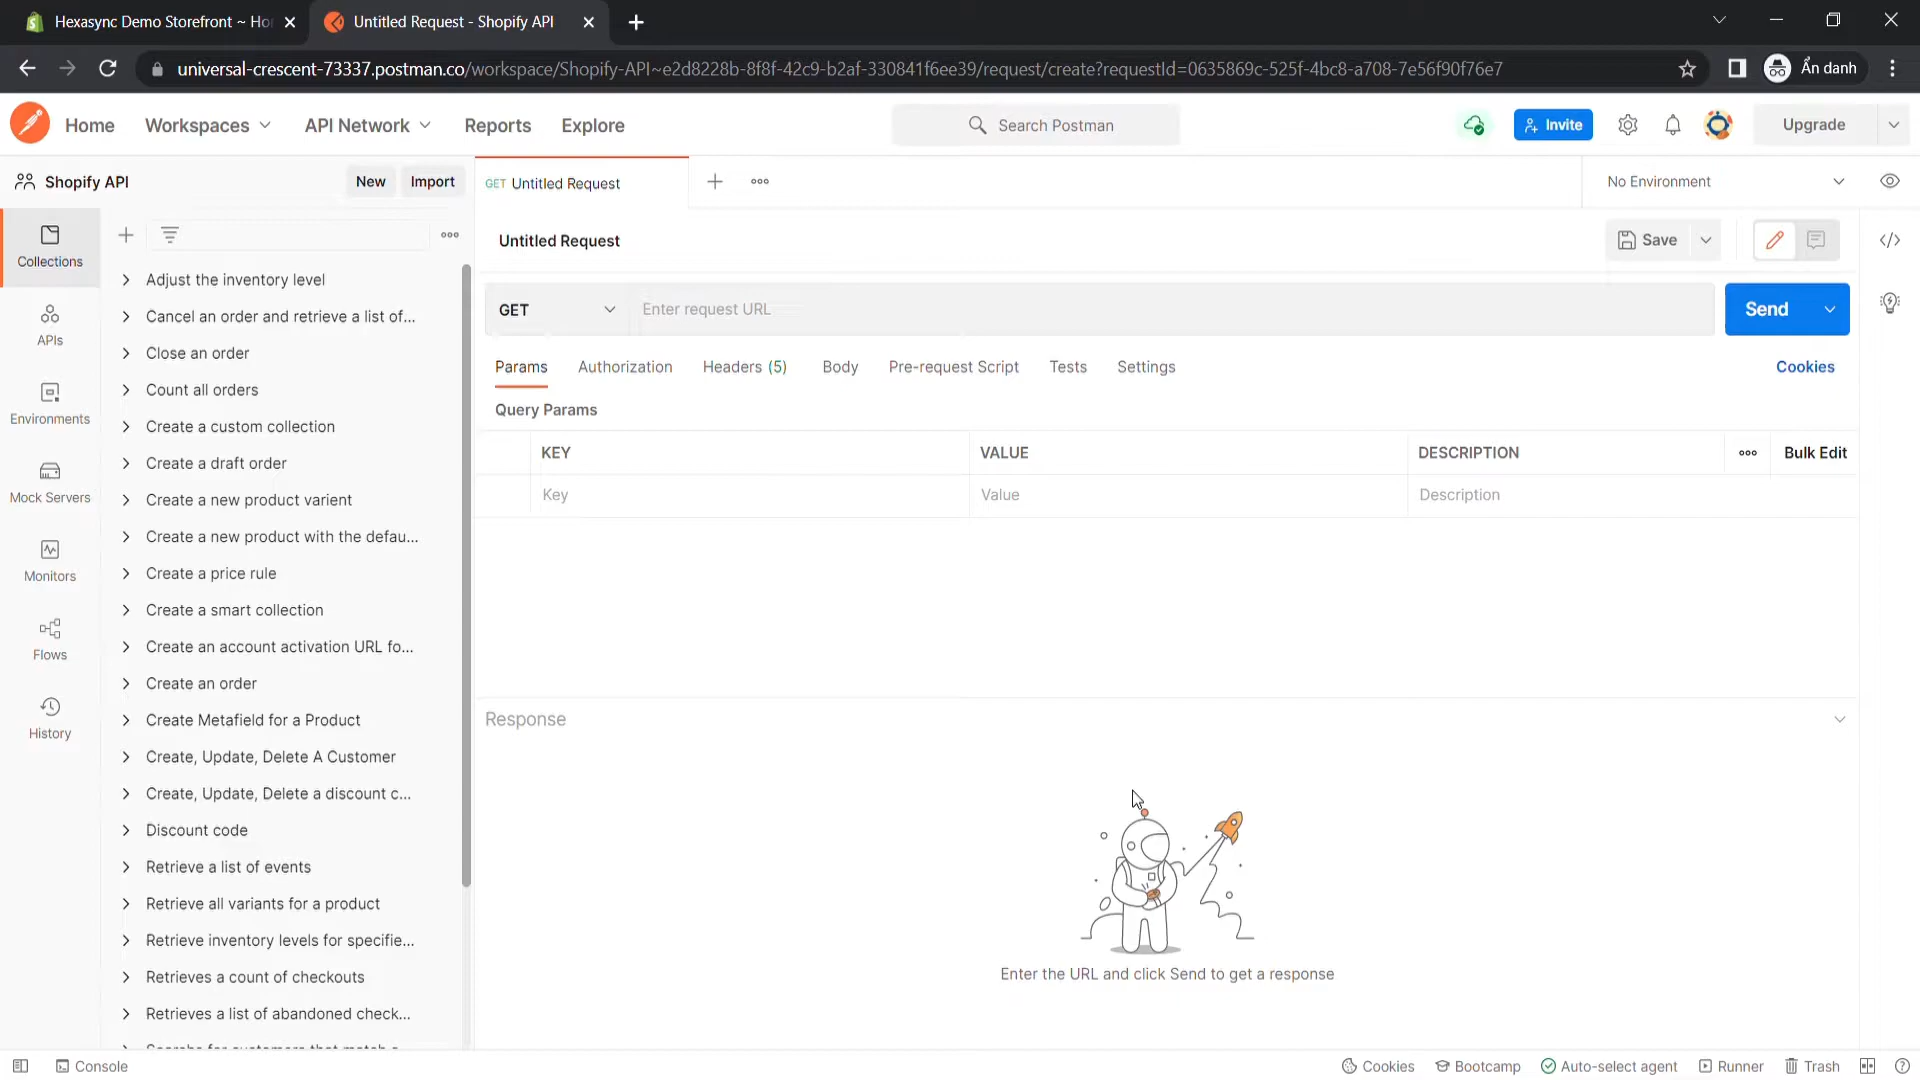 Hexasync Demo Storefront ~ Ho
Untitled Request - Shopify API
universal-crescent-73337.postman.co/workspace/Shopify-API~e2d8228b-8f8f-42c9-b2af-330841f6ee39/request/create?requestId=0635869c-525f-4bc8-a708-7e56f90f76e7
Ẩn danh
Home
Workspaces
API Network
Reports
Explore
Search Postman
Invite
Upgrade
Shopify API
New
Import
GET Untitled Request
No Environment
Collections
APIs
Environments
Mock Servers
Monitors
Flows
History
Adjust the inventory level
Cancel an order and retrieve a list of...
Close an order
Count all orders
Create a custom collection
Create a draft order
Create a new product varient
Create a new product with the defau...
Create a price rule
Create a smart collection
Create an account activation URL fo...
Create an order
Create Metafield for a Product
Create, Update, Delete A Customer
Create, Update, Delete a discount c...
Discount code
Retrieve a list of events
Retrieve all variants for a product
Retrieve inventory levels for specifie...
Retrieves a count of checkouts
Retrieves a list of abandoned check...
Untitled Request
Save
GET
Enter request URL
Send
Params
Authorization
Headers (5)
Body
Pre-request Script
Tests
Settings
Cookies
Query Params
KEY
VALUE
DESCRIPTION
Bulk Edit
Key
Value
Description
Response
Enter the URL and click Send to get a response
Console
Cookies
Bootcamp
Auto-select agent
Runner
Trash